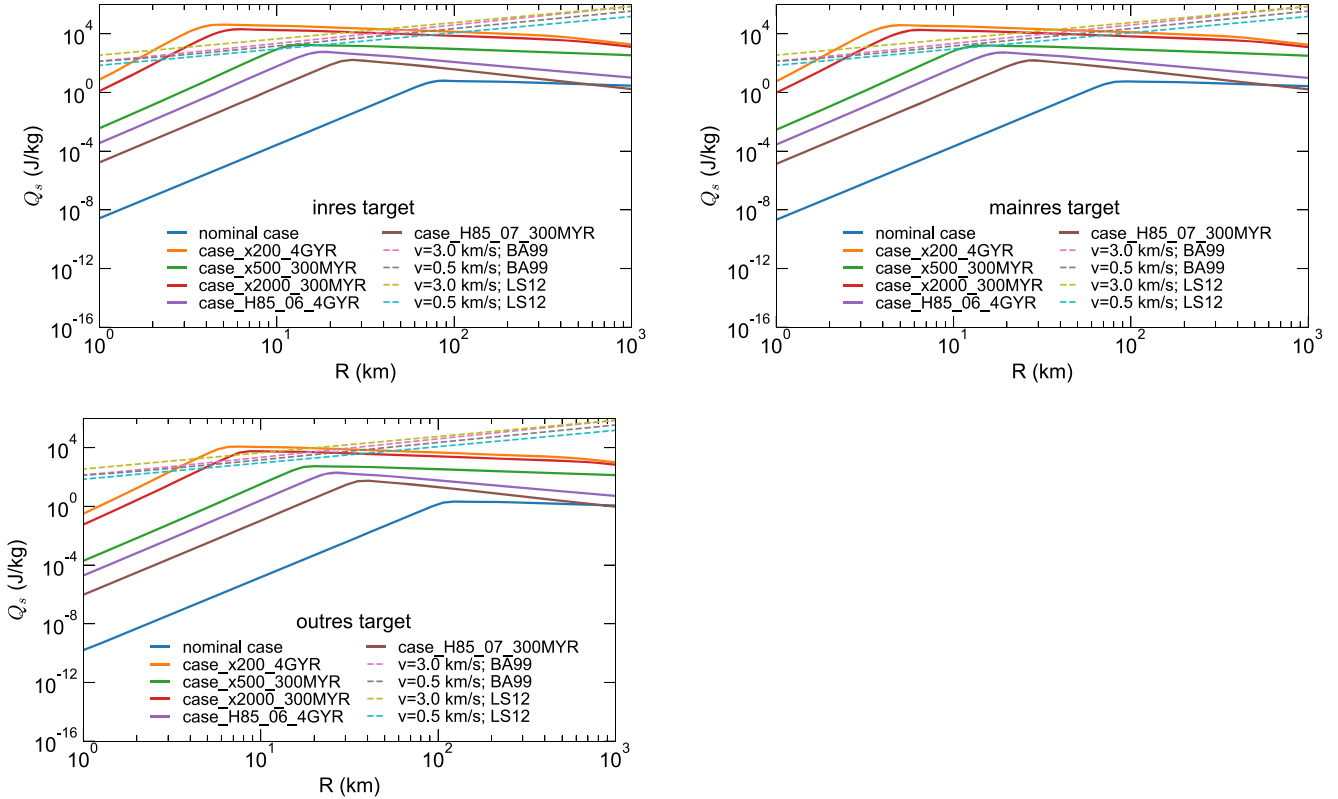 10^4
10^0
10^-4
10^-8
10^-12
10^-16
Q_s (J/kg)
inres target
nominal case
case_x200_4GYR
case_x500_300MYR
case_x2000_300MYR
case_H85_06_4GYR
case_H85_07_300MYR
v=3.0 km/s; BA99
v=0.5 km/s; BA99
v=3.0 km/s; LS12
v=0.5 km/s; LS12
10^0
10^1
10^2
10^3
R (km)
10^4
10^0
10^-4
10^-8
10^-12
10^-16
Q_s (J/kg)
mainres target
nominal case
case_x200_4GYR
case_x500_300MYR
case_x2000_300MYR
case_H85_06_4GYR
case_H85_07_300MYR
v=3.0 km/s; BA99
v=0.5 km/s; BA99
v=3.0 km/s; LS12
v=0.5 km/s; LS12
10^0
10^1
10^2
10^3
R (km)
10^4
10^0
10^-4
10^-8
10^-12
10^-16
Q_s (J/kg)
outres target
nominal case
case_x200_4GYR
case_x500_300MYR
case_x2000_300MYR
case_H85_06_4GYR
case_H85_07_300MYR
v=3.0 km/s; BA99
v=0.5 km/s; BA99
v=3.0 km/s; LS12
v=0.5 km/s; LS12
10^0
10^1
10^2
10^3
R (km)